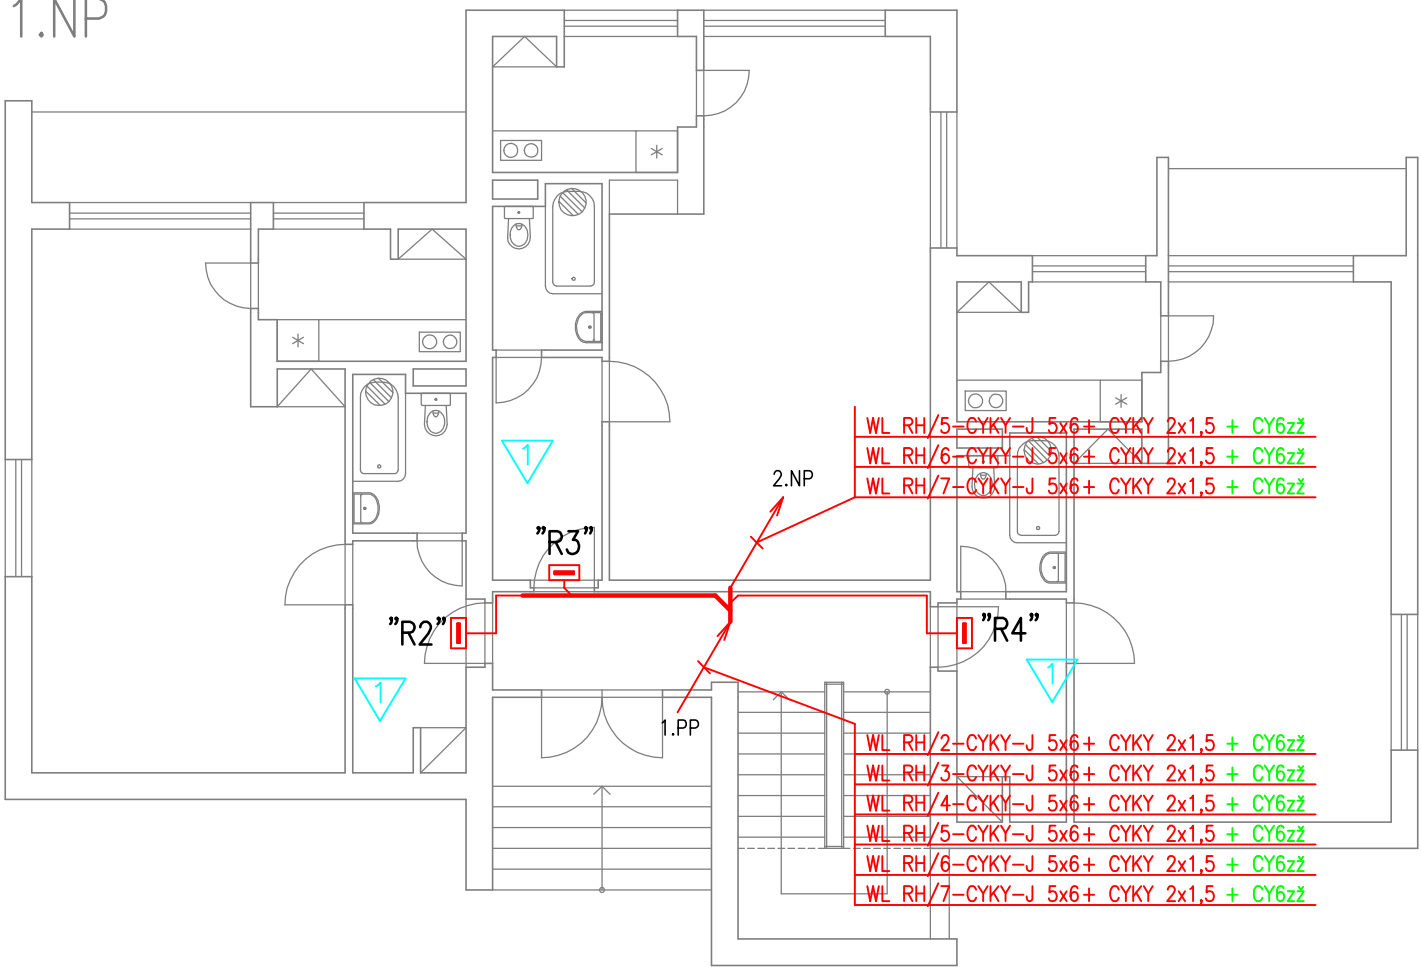 1.NP
WL RH/5-CYKY-J 5x6+ CYKY 2x1,5 + CY6zž
WL RH/6-CYKY-J 5x6+ CYKY 2x1,5 + CY6zž
WL RH/7-CYKY-J 5x6+ CYKY 2x1,5 + CY6zž
1
2.NP
"R3"
"R2"
"R4"
1
1
1.PP
WL RH/2-CYKY-J 5x6+ CYKY 2x1,5 + CY6zž
WL RH/3-CYKY-J 5x6+ CYKY 2x1,5 + CY6zž
WL RH/4-CYKY-J 5x6+ CYKY 2x1,5 + CY6zž
WL RH/5-CYKY-J 5x6+ CYKY 2x1,5 + CY6zž
WL RH/6-CYKY-J 5x6+ CYKY 2x1,5 + CY6zž
WL RH/7-CYKY-J 5x6+ CYKY 2x1,5 + CY6zž